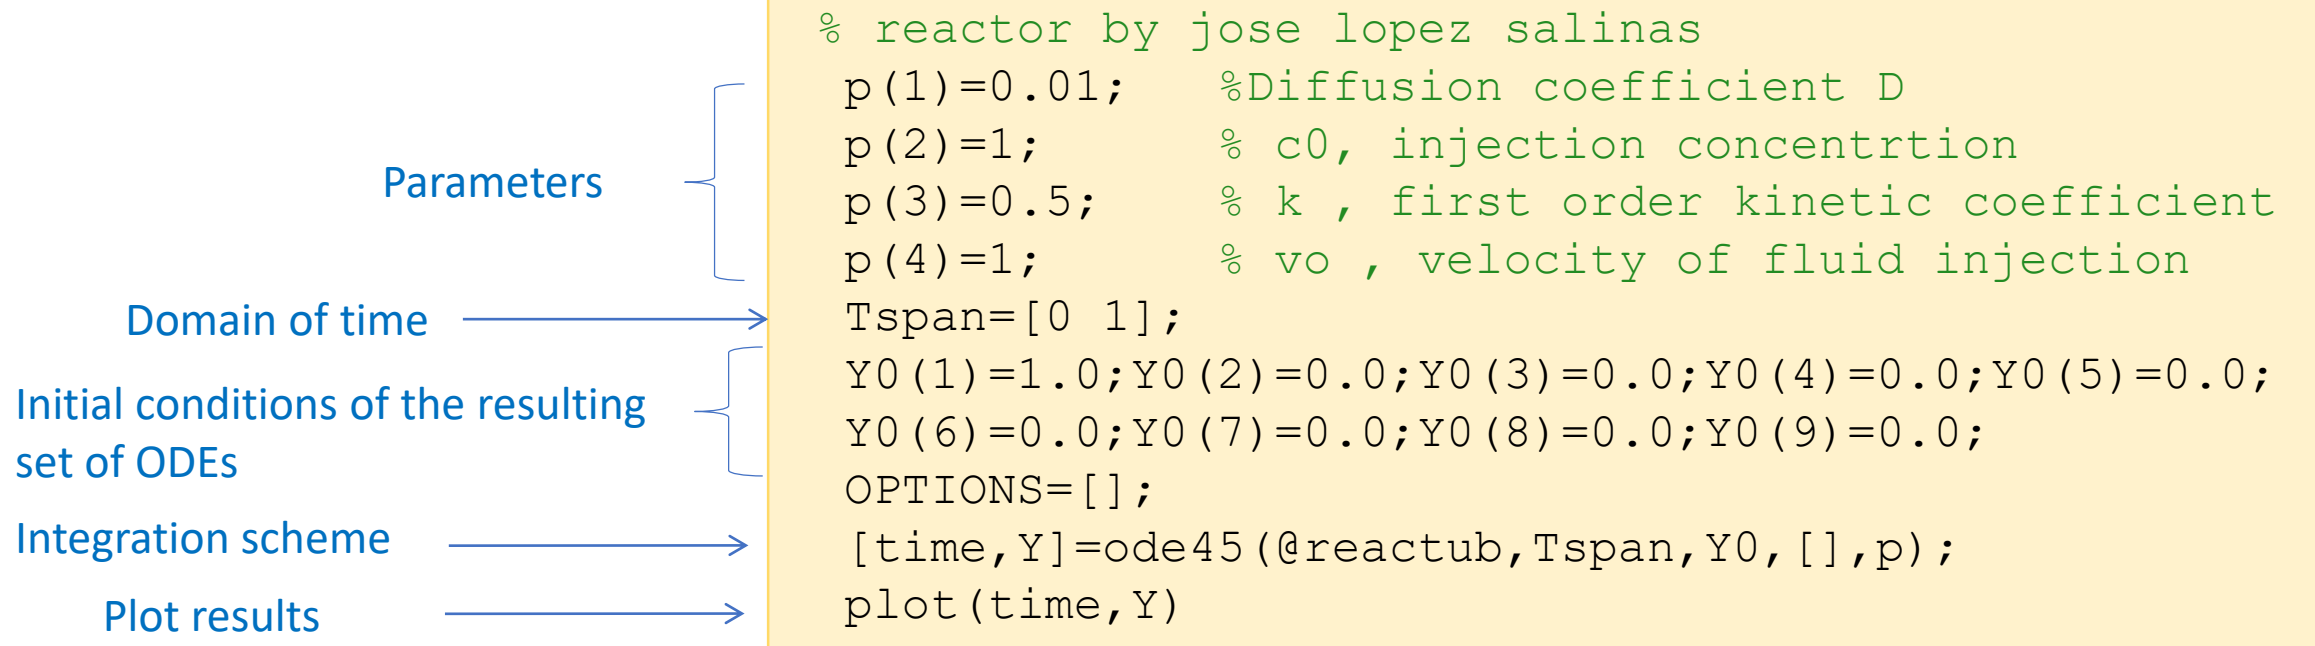 % reactor by jose lopez salinas
p(1)=0.01;   %Diffusion coefficient D
p(2)=1;      % c0, injection concentrtion
Parameters
p(3)=0.5;    % k , first order kinetic coefficient
p(4)=1;      % vo , velocity of fluid injection
Domain of time
Tspan=[0 1];
Initial conditions of the resulting
set of ODEs
Y0(1)=1.0;Y0(2)=0.0;Y0(3)=0.0;Y0(4)=0.0;Y0(5)=0.0;
Y0(6)=0.0;Y0(7)=0.0;Y0(8)=0.0;Y0(9)=0.0;
OPTIONS=[];
Integration scheme
[time,Y]=ode45(@reactub,Tspan,Y0,[],p);
Plot results
plot(time,Y)